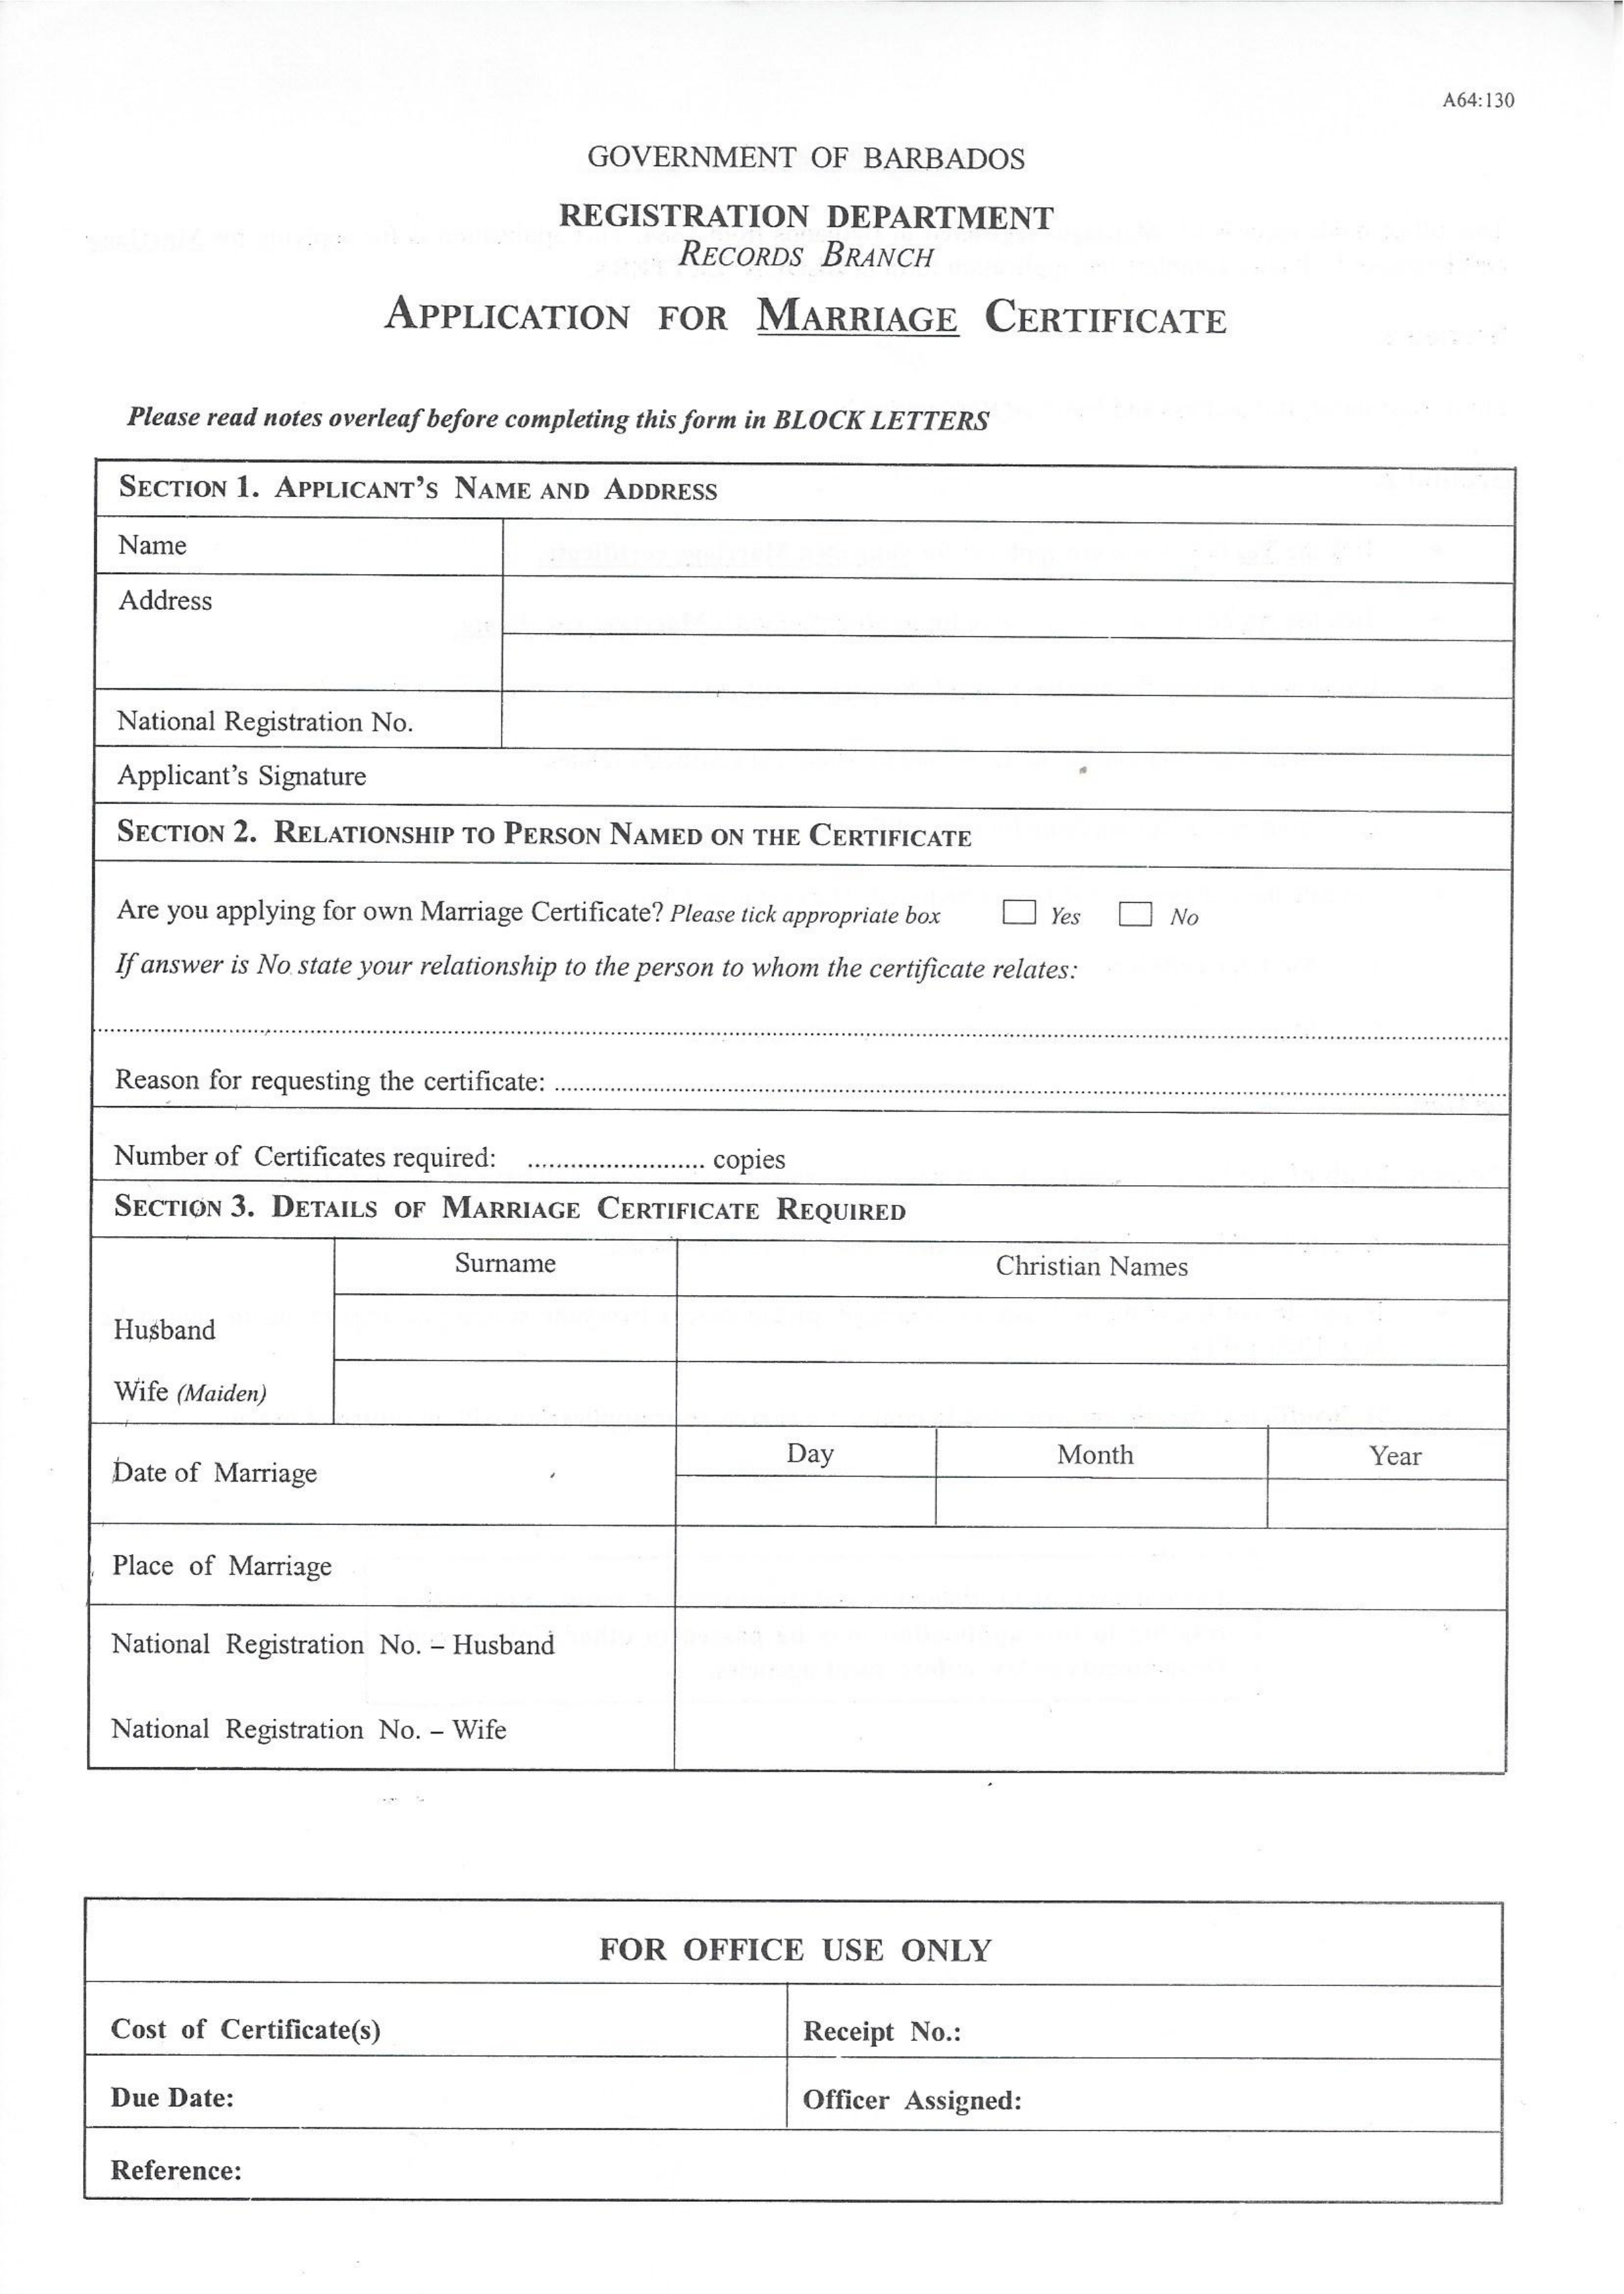 A64:130
GOVERNMENT OF BARBADOS
REGISTRATION DEPARTMENT
RECORDS BRANCH
APPLICATION FOR MARRIAGE CERTIFICATE
Please read notes overleaf before completing this form in BLOCK LETTERS
SECTION 1. APPLICANT'S NAME AND ADDRESS
Name
Address
National Registration No.
Applicant's Signature
SECTION 2. RELATIONSHIP TO PERSON NAMED ON THE CERTIFICATE
Are you applying for own Marriage Certificate? Please tick appropriate box Yes No
If answer is No state your relationship to the person to whom the certificate relates:
Reason for requesting the certificate:
Number of Certificates required: ........................ copies
SECTION 3. DETAILS OF MARRIAGE CERTIFICATE REQUIRED
Surname Christian Names
Husband
Wife (Maiden)
Day Month Year
Date of Marriage
Place of Marriage
National Registration No. – Husband
National Registration No. – Wife
FOR OFFICE USE ONLY
Cost of Certificate(s) Receipt No.:
Due Date: Officer Assigned:
Reference: